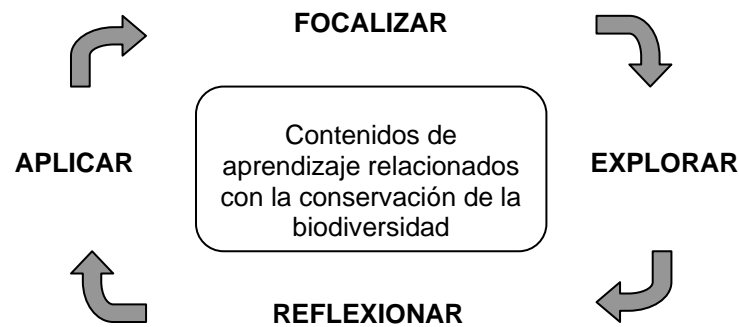 FOCALIZAR
Contenidos de
aprendizaje relacionados
con la conservación de la
biodiversidad
APLICAR
EXPLORAR
REFLEXIONAR